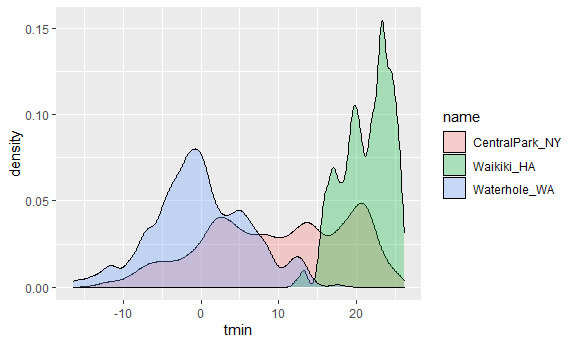 0.15
0.10
0.05
0.00
density
-10
0
10
20
tmin
name
CentralPark_NY
Waikiki_HA
Waterhole_WA